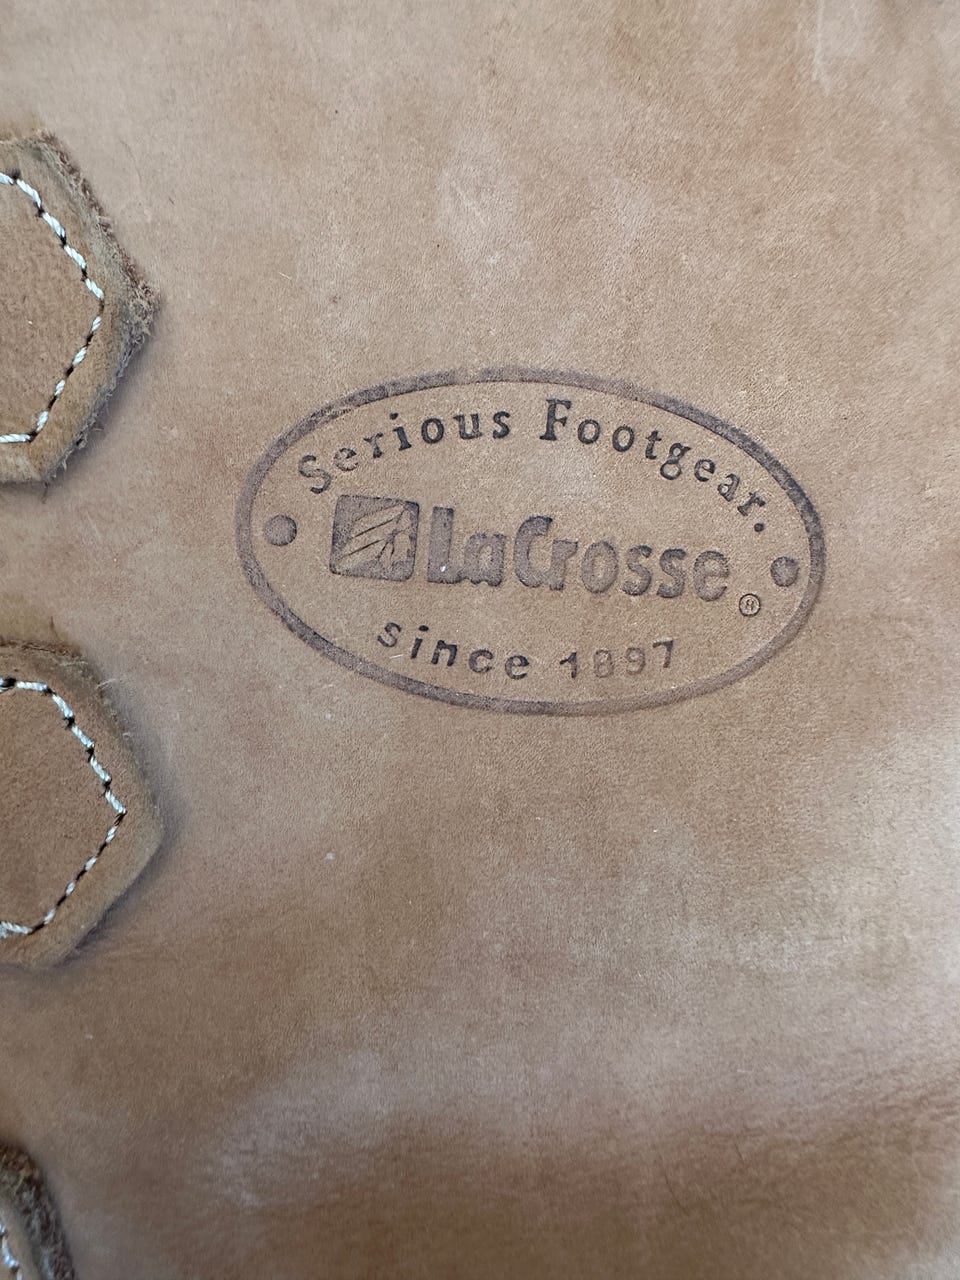 Serious Footgear.
LaCrosse®
since 1897